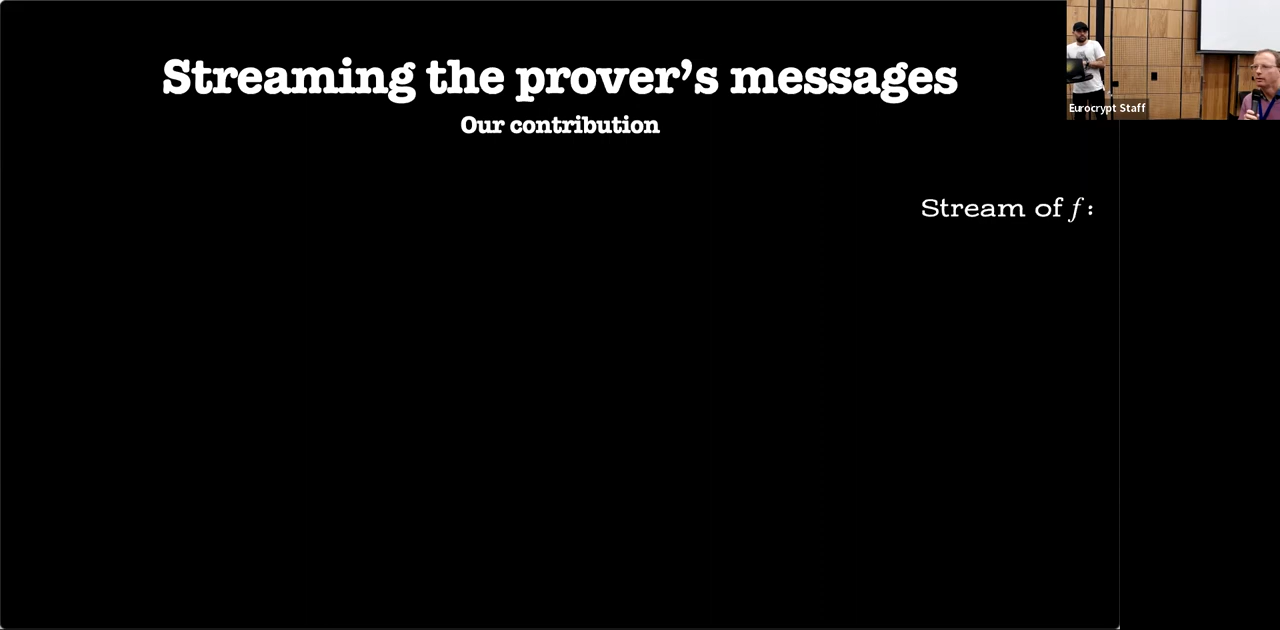 Streaming the prover’s messages
Our contribution
Eurocrypt Staff
Stream of f :